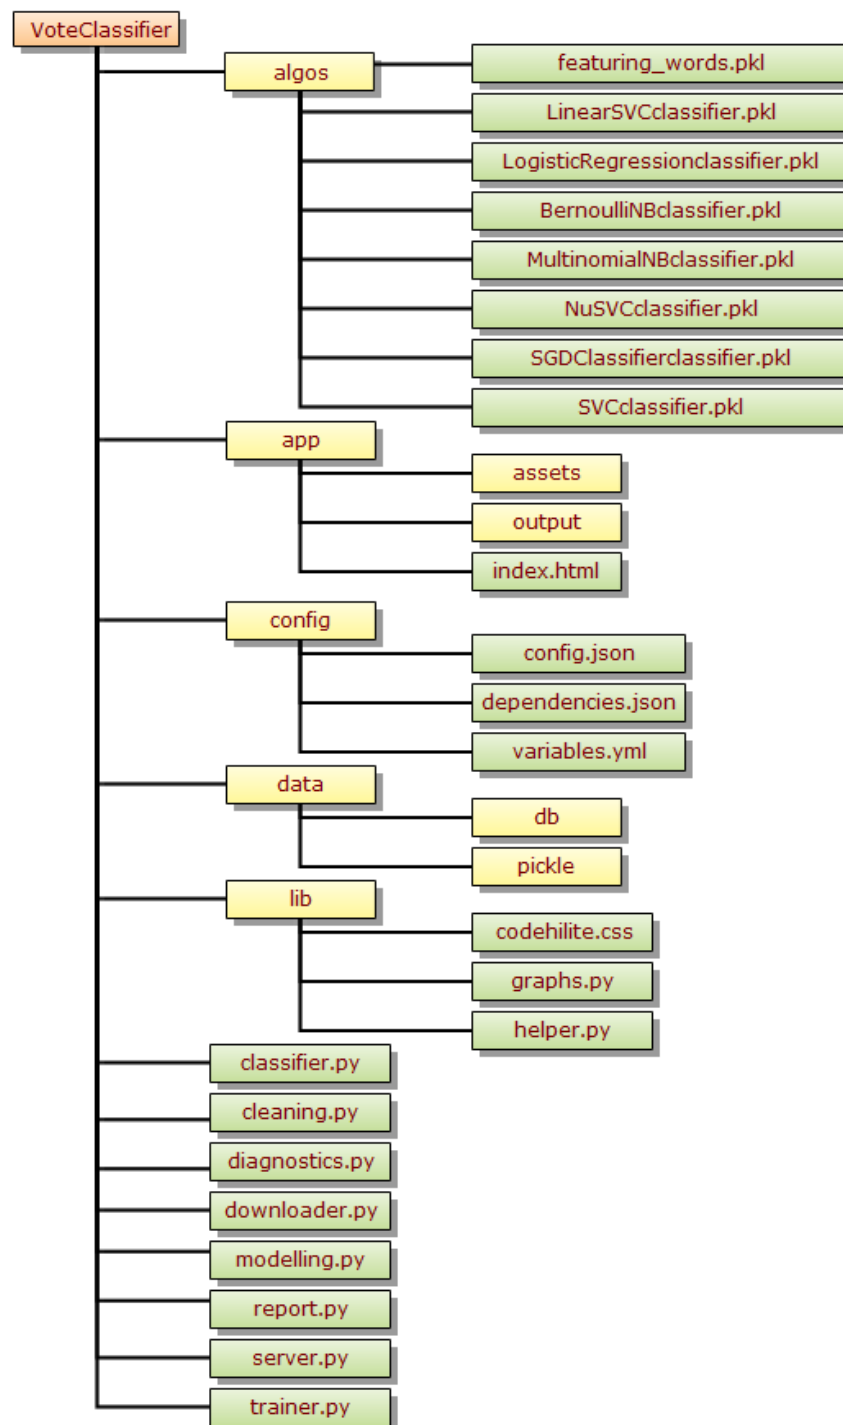 VoteClassifier
algos
featuring_words.pkl
LinearSVCclassifier.pkl
LogisticRegressionclassifier.pkl
BernoulliNBclassifier.pkl
MultinomialNBclassifier.pkl
NuSVCclassifier.pkl
SGDClassifierclassifier.pkl
SVCclassifier.pkl
app
assets
output
index.html
config
config.json
dependencies.json
variables.yml
data
db
pickle
lib
codehilite.css
graphs.py
helper.py
classifier.py
cleaning.py
diagnostics.py
downloader.py
modelling.py
report.py
server.py
trainer.py